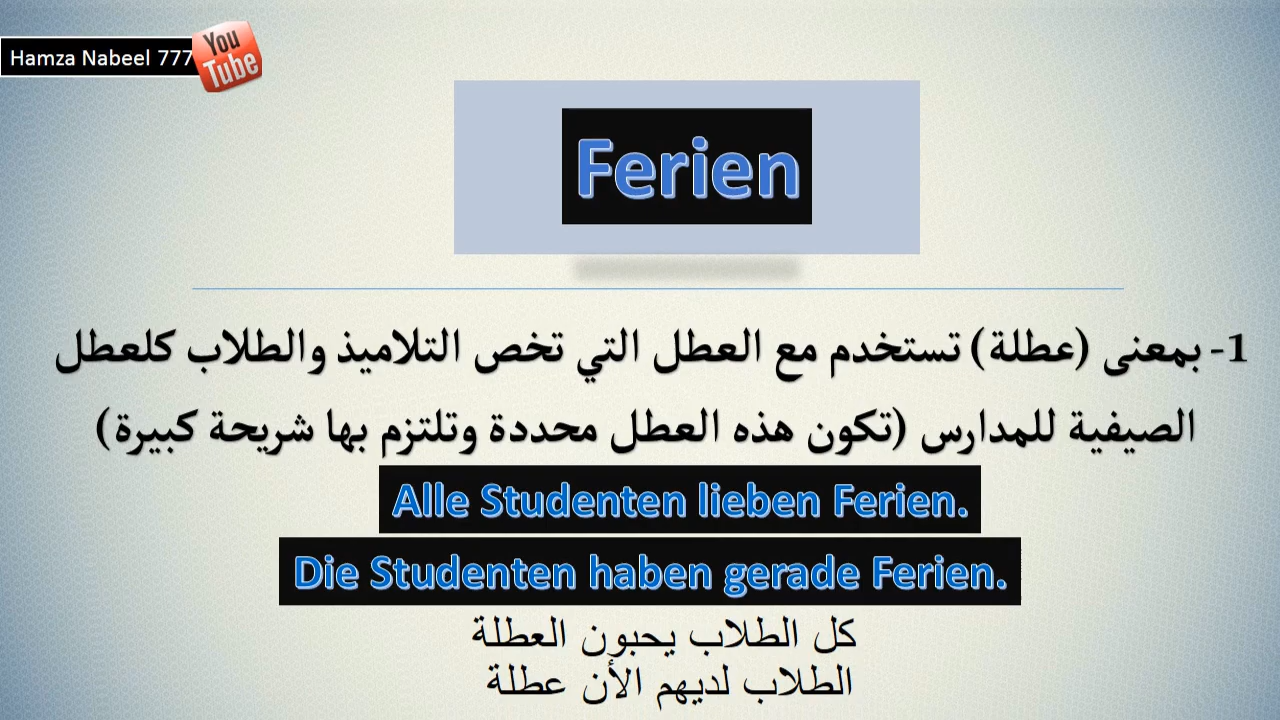 Hamza Nabeel 777
You
Tube
Ferien
1- بمعنى (عطلة) تستخدم مع العطل التي تخص التلاميذ والطلاب كلعطل
الصيفية للمدارس (تكون هذه العطل محددة وتلتزم بها شريحة كبيرة)
Alle Studenten lieben Ferien.
Die Studenten haben gerade Ferien.
كل الطلاب يحبون العطلة
الطلاب لديهم الأن عطلة